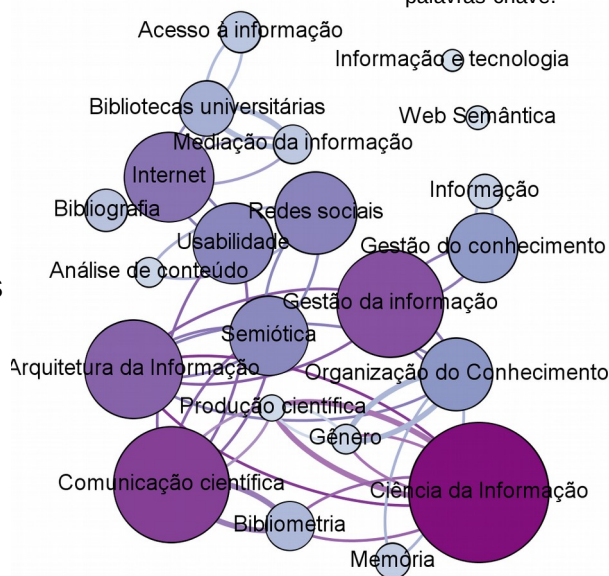 palavras-chave.
Acesso à informação
Informação e tecnologia
Bibliotecas universitárias
Web Semântica
Mediação da informação
Internet
Informação
Bibliografia
Redes sociais
Usabilidade
Gestão do conhecimento
Análise de conteúdo
Gestão da informação
Semiótica
Arquitetura da Informação
Organização do Conhecimento
Produção científica
Gênero
Comunicação científica
Ciência da Informação
Bibliometria
Memória